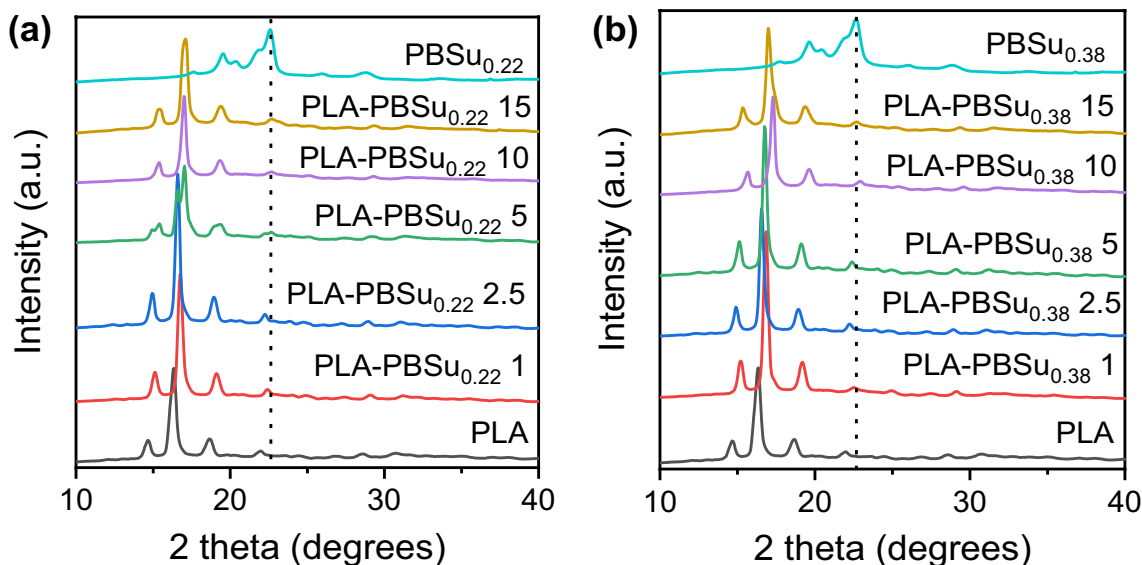 (a)
PBSu0.22
PLA-PBSu0.22 15
PLA-PBSu0.22 10
PLA-PBSu0.22 5
PLA-PBSu0.22 2.5
PLA-PBSu0.22 1
PLA
Intensity (a.u.)
10 20 30 40
2 theta (degrees)
(b)
PBSu0.38
PLA-PBSu0.38 15
PLA-PBSu0.38 10
PLA-PBSu0.38 5
PLA-PBSu0.38 2.5
PLA-PBSu0.38 1
PLA
Intensity (a.u.)
10 20 30 40
2 theta (degrees)